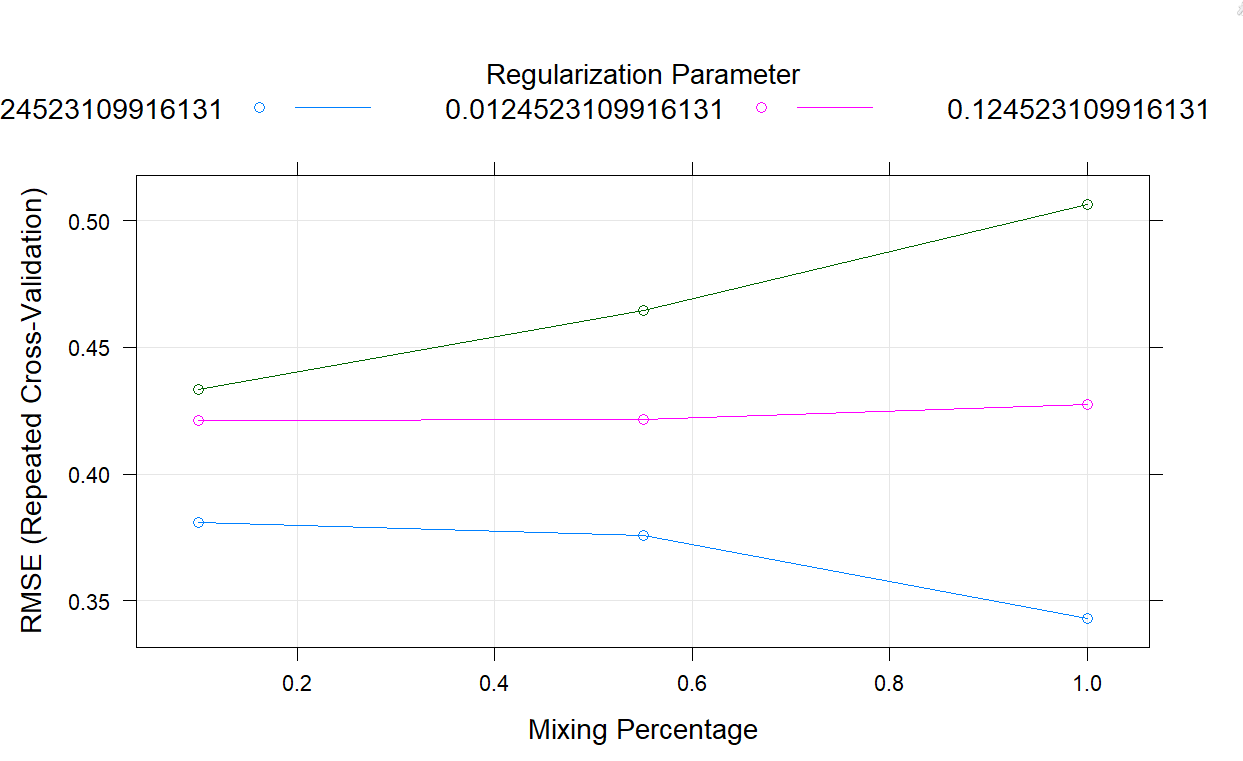 Regularization Parameter
24523109916131 0.0124523109916131 0.124523109916131
RMSE (Repeated Cross-Validation)
0.50
0.45
0.40
0.35
0.2 0.4 0.6 0.8 1.0
Mixing Percentage